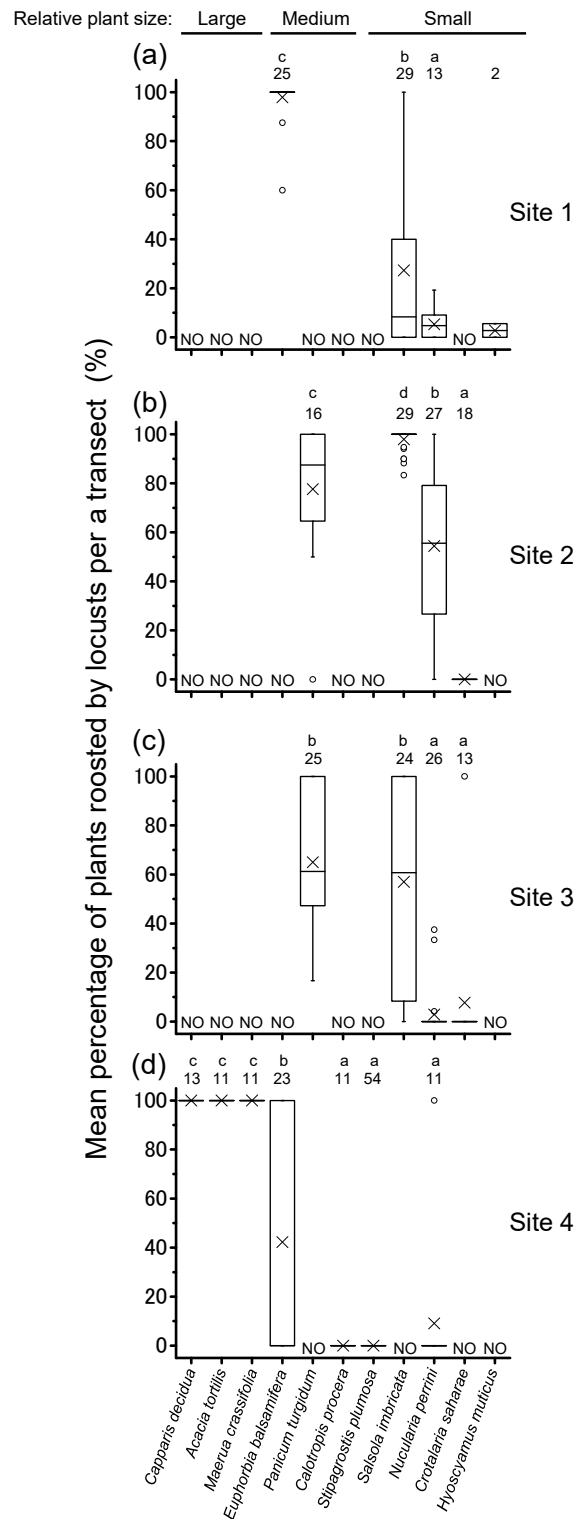 Relative plant size: Large Medium Small
Mean percentage of plants roosted by locusts per a transect (%)
(a)
c b a
25 29 13 2
100
80
60
40
20
0
NO NO NO NO NO NO NO
Site 1
(b)
c d b a
16 29 27 18
100
80
60
40
20
0
NO NO NO NO NO NO NO
Site 2
(c)
b b a a
25 24 26 13
100
80
60
40
20
0
NO NO NO NO NO NO NO
Site 3
(d)
c c c b a a a
13 11 11 23 11 54 11
100
80
60
40
20
0
NO NO NO NO
Site 4
Capparis decidua
Acacia tortilis
Maerua crassifolia
Euphorbia balsamifera
Panicum turgidum
Calotropis procera
Stipagrostis plumosa
Salsola imbricata
Nucularia perrini
Crotalaria saharae
Hyoscyamus muticus